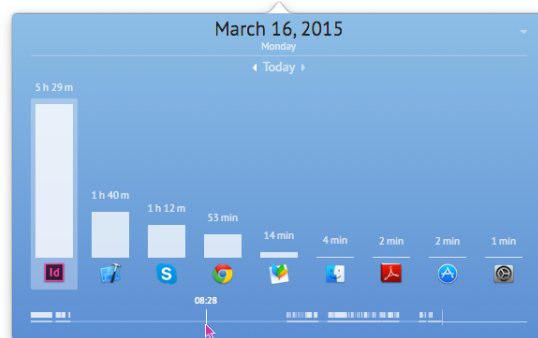 March 16, 2015
Monday
Today
5 h 29 m
1 h 40 m
1 h 12 m
53 min
14 min
4 min
2 min
2 min
1 min
Id
S
08:28